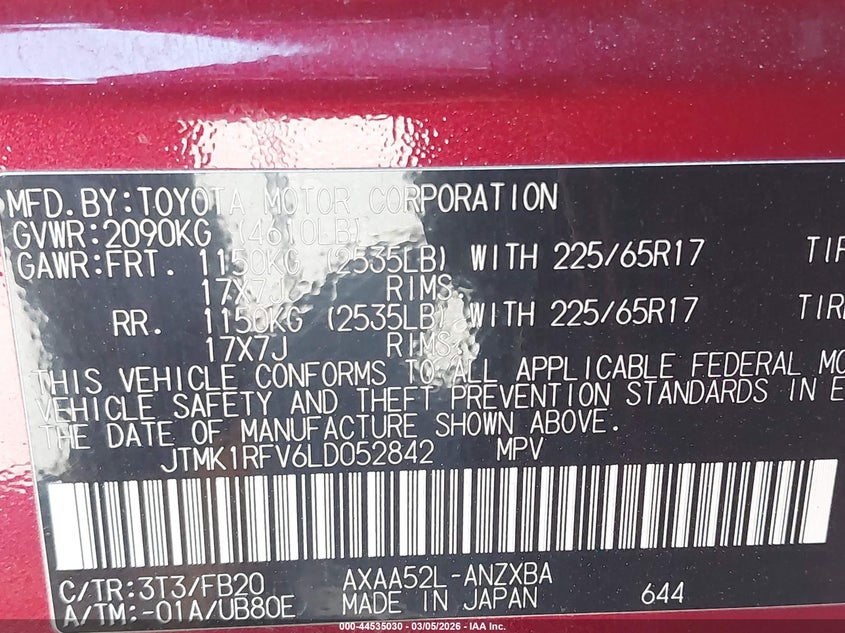 MFD.BY:TOYOTA MOTOR CORPORATION
GVWR:2090KG (4610LB)
GAWR:FRT. 1150KG (2535LB) WITH 225/65R17 TIR
17X7J RIMS
RR. 1150KG (2535LB) WITH 225/65R17 TIRE
17X7J RIMS
THIS VEHICLE CONFORMS TO ALL APPLICABLE FEDERAL MO
VEHICLE SAFETY AND THEFT PREVENTION STANDARDS IN E
THE DATE OF MANUFACTURE SHOWN ABOVE.
JTMK1RFV6LD052842 MPV
C/TR:3T3/FB20 AXAA52L-ANZXBA
A/TM:-01A/UB80E MADE IN JAPAN 644
000-44535030 - 03/05/2026 - IAA Inc.